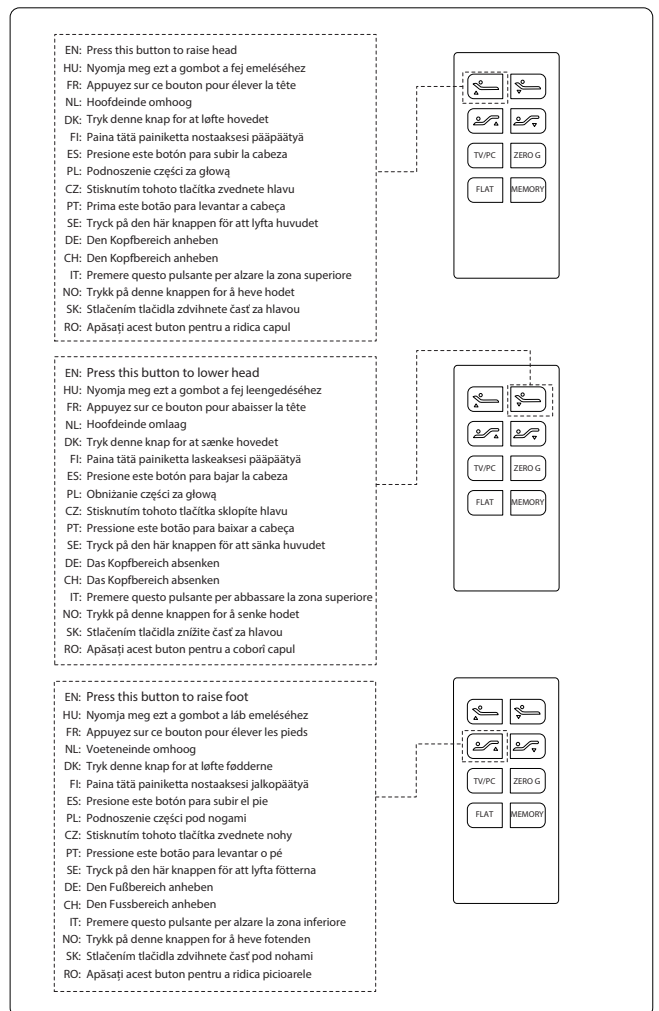 EN: Press this button to raise head
HU: Nyomja meg ezt a gombot a fej emeléséhez
FR: Appuyez sur ce bouton pour élever la tête
NL: Hoofdeinde omhoog
DK: Tryk denne knap for at løfte hovedet
FI: Paina tätä painiketta nostaaksesi pääpäätyä
ES: Presione este botón para subir la cabeza
PL: Podnoszenie części za głową
CZ: Stisknutím tohoto tlačítka zvednete hlavu
PT: Prima este botão para levantar a cabeça
SE: Tryck på den här knappen för att lyfta huvudet
DE: Den Kopfbereich anheben
CH: Den Kopfbereich anheben
IT: Premere questo pulsante per alzare la zona superiore
NO: Trykk på denne knappen for å heve hodet
SK: Stlačením tlačidla zdvihnete časť za hlavou
RO: Apăsați acest buton pentru a ridica capul
TV/PC ZERO G
FLAT MEMORY
EN: Press this button to lower head
HU: Nyomja meg ezt a gombot a fej leengedéséhez
FR: Appuyez sur ce bouton pour abaisser la tête
NL: Hoofdeinde omlaag
DK: Tryk denne knap for at sænke hovedet
FI: Paina tätä painiketta laskeaksesi pääpäätyä
ES: Presione este botón para bajar la cabeza
PL: Obniżanie części za głową
CZ: Stisknutím tohoto tlačítka sklopíte hlavu
PT: Pressione este botão para baixar a cabeça
SE: Tryck på den här knappen för att sänka huvudet
DE: Das Kopfbereich absenken
CH: Das Kopfbereich absenken
IT: Premere questo pulsante per abbassare la zona superiore
NO: Trykk på denne knappen for å senke hodet
SK: Stlačením tlačidla znížite časť za hlavou
RO: Apăsați acest buton pentru a coborî capul
TV/PC ZERO G
FLAT MEMORY
EN: Press this button to raise foot
HU: Nyomja meg ezt a gombot a láb emeléséhez
FR: Appuyez sur ce bouton pour élever les pieds
NL: Voeteneinde omhoog
DK: Tryk denne knap for at løfte fødderne
FI: Paina tätä painiketta nostaaksesi jalkopäätyä
ES: Presione este botón para subir el pie
PL: Podnoszenie części pod nogami
CZ: Stisknutím tohoto tlačítka zvednete nohy
PT: Pressione este botão para levantar o pé
SE: Tryck på den här knappen för att lyfta fötterna
DE: Den Fußbereich anheben
CH: Den Fussbereich anheben
IT: Premere questo pulsante per alzare la zona inferiore
NO: Trykk på denne knappen for å heve fotenden
SK: Stlačením tlačidla zdvihnete časť pod nohami
RO: Apăsați acest buton pentru a ridica picioarele
TV/PC ZERO G
FLAT MEMORY